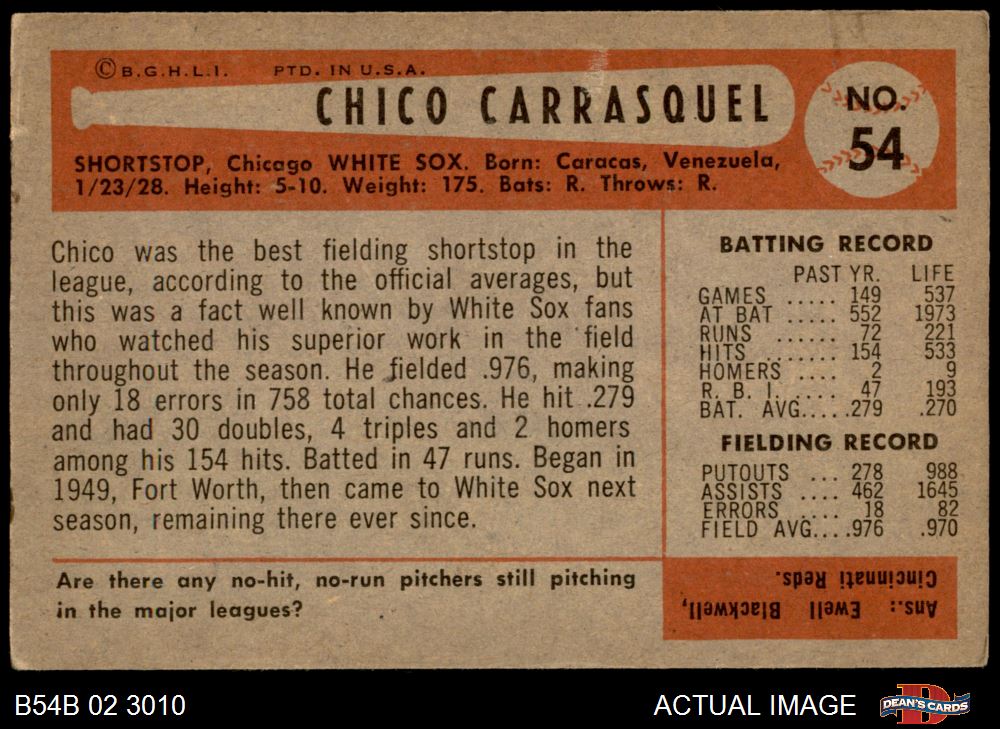 © B.G.H.L.I. PTD. IN U.S.A.
CHICO CARRASQUEL
NO.
54
SHORTSTOP, Chicago WHITE SOX. Born: Caracas, Venezuela,
1/23/28. Height: 5-10. Weight: 175. Bats: R. Throws: R.
Chico was the best fielding shortstop in the
league, according to the official averages, but
this was a fact well known by White Sox fans
who watched his superior work in the field
throughout the season. He fielded .976, making
only 18 errors in 758 total chances. He hit .279
and had 30 doubles, 4 triples and 2 homers
among his 154 hits. Batted in 47 runs. Began in
1949, Fort Worth, then came to White Sox next
season, remaining there ever since.
BATTING RECORD
PAST YR. LIFE
GAMES ..... 149 537
AT BAT ..... 552 1973
RUNS ...... 72 221
HITS ....... 154 533
HOMERS .... 2 9
R. B. I. .... 47 193
BAT. AVG.....279 .270
FIELDING RECORD
PUTOUTS ... 278 988
ASSISTS .... 462 1645
ERRORS .... 18 82
FIELD AVG....976 .970
Are there any no-hit, no-run pitchers still pitching
in the major leagues?
Ans.: Ewell Blackwell,
Cincinnati Reds.
B54B 02 3010
ACTUAL IMAGE
D
DEAN'S CARDS